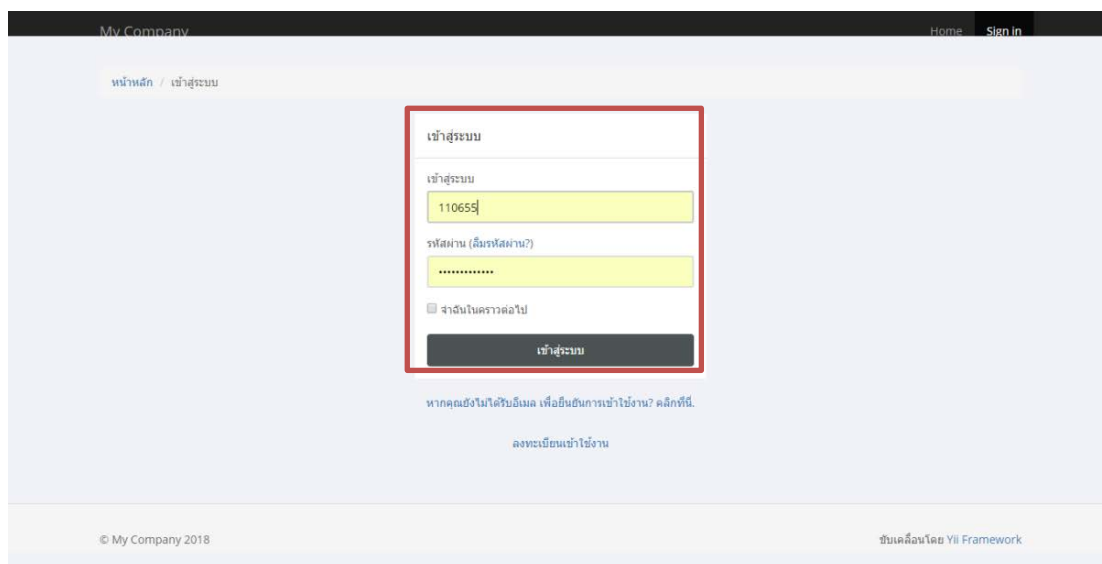 My Company Home Sign in
หน้าหลัก / เข้าสู่ระบบ
เข้าสู่ระบบ
เข้าสู่ระบบ
110655
รหัสผ่าน (ลืมรหัสผ่าน?)
•••••••••••••
จำฉันในคราวต่อไป
เข้าสู่ระบบ
หากคุณยังไม่ได้รับอีเมล เพื่อยืนยันการเข้าใช้งาน? คลิกที่นี่.
ลงทะเบียนเข้าใช้งาน
© My Company 2018 ขับเคลื่อนโดย Yii Framework